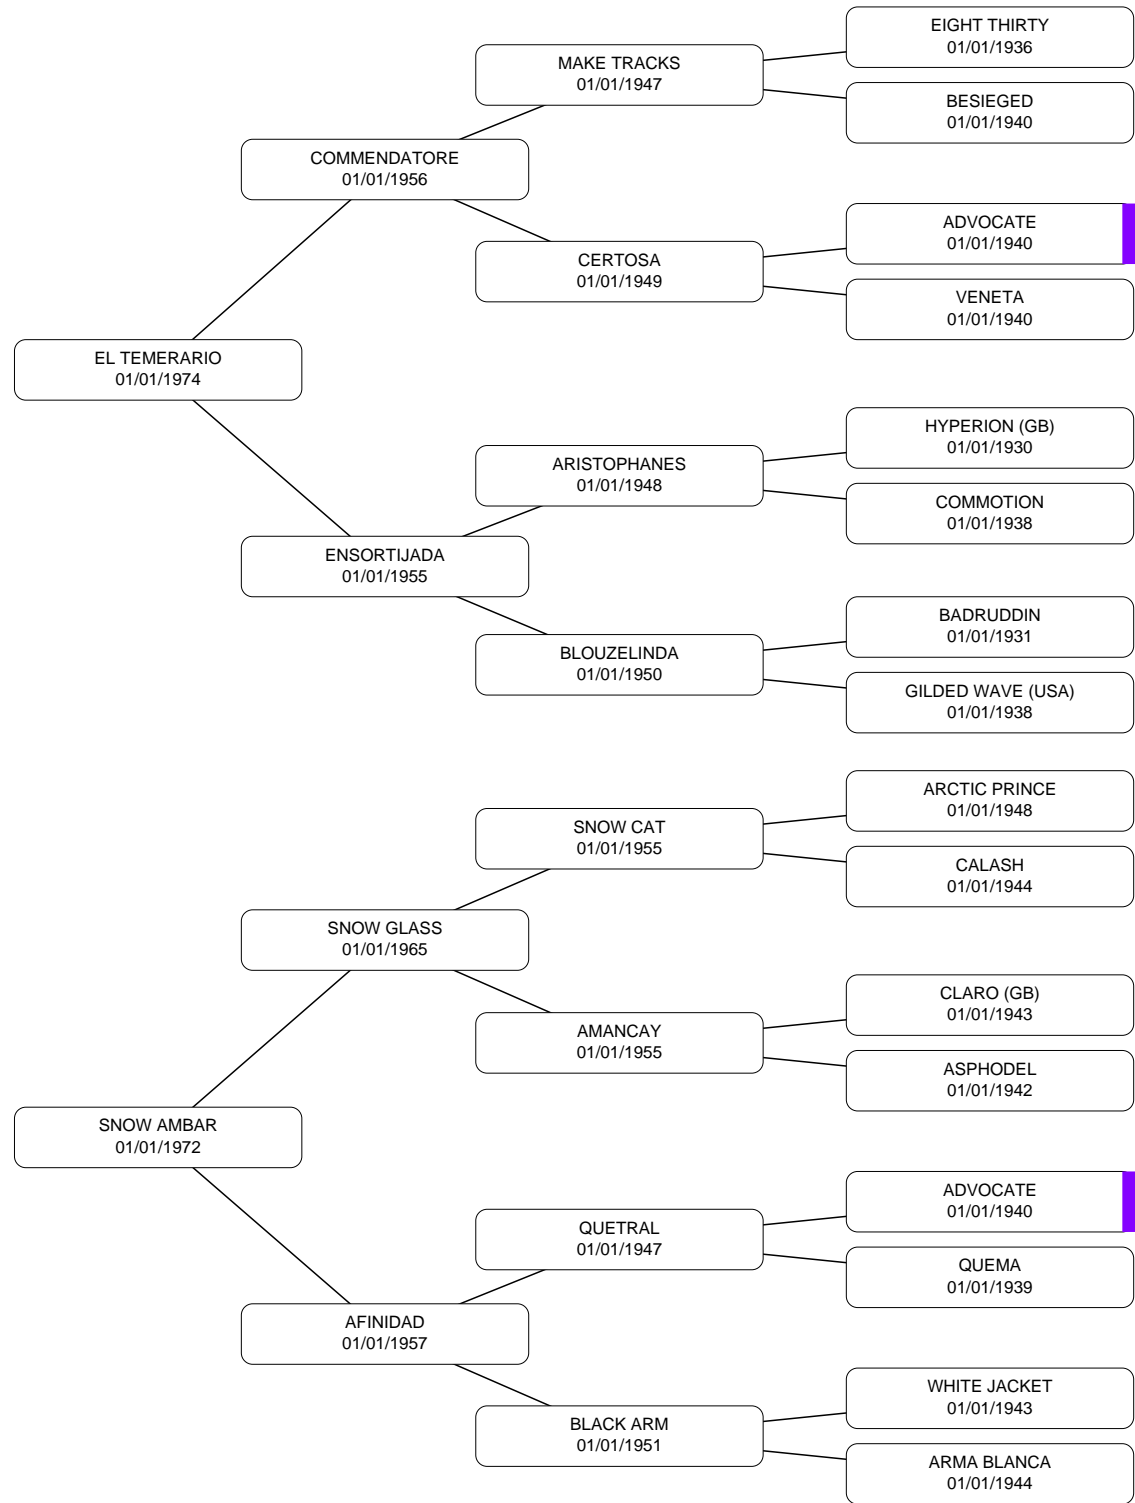 EIGHT THIRTY
01/01/1936
MAKE TRACKS
01/01/1947
BESIEGED
01/01/1940
COMMENDATORE
01/01/1956
ADVOCATE
01/01/1940
CERTOSA
01/01/1949
VENETA
01/01/1940
EL TEMERARIO
01/01/1974
HYPERION (GB)
01/01/1930
ARISTOPHANES
01/01/1948
COMMOTION
01/01/1938
ENSORTIJADA
01/01/1955
BADRUDDIN
01/01/1931
BLOUZELINDA
01/01/1950
GILDED WAVE (USA)
01/01/1938
ARCTIC PRINCE
01/01/1948
SNOW CAT
01/01/1955
CALASH
01/01/1944
SNOW GLASS
01/01/1965
CLARO (GB)
01/01/1943
AMANCAY
01/01/1955
ASPHODEL
01/01/1942
SNOW AMBAR
01/01/1972
ADVOCATE
01/01/1940
QUETRAL
01/01/1947
QUEMA
01/01/1939
AFINIDAD
01/01/1957
WHITE JACKET
01/01/1943
BLACK ARM
01/01/1951
ARMA BLANCA
01/01/1944